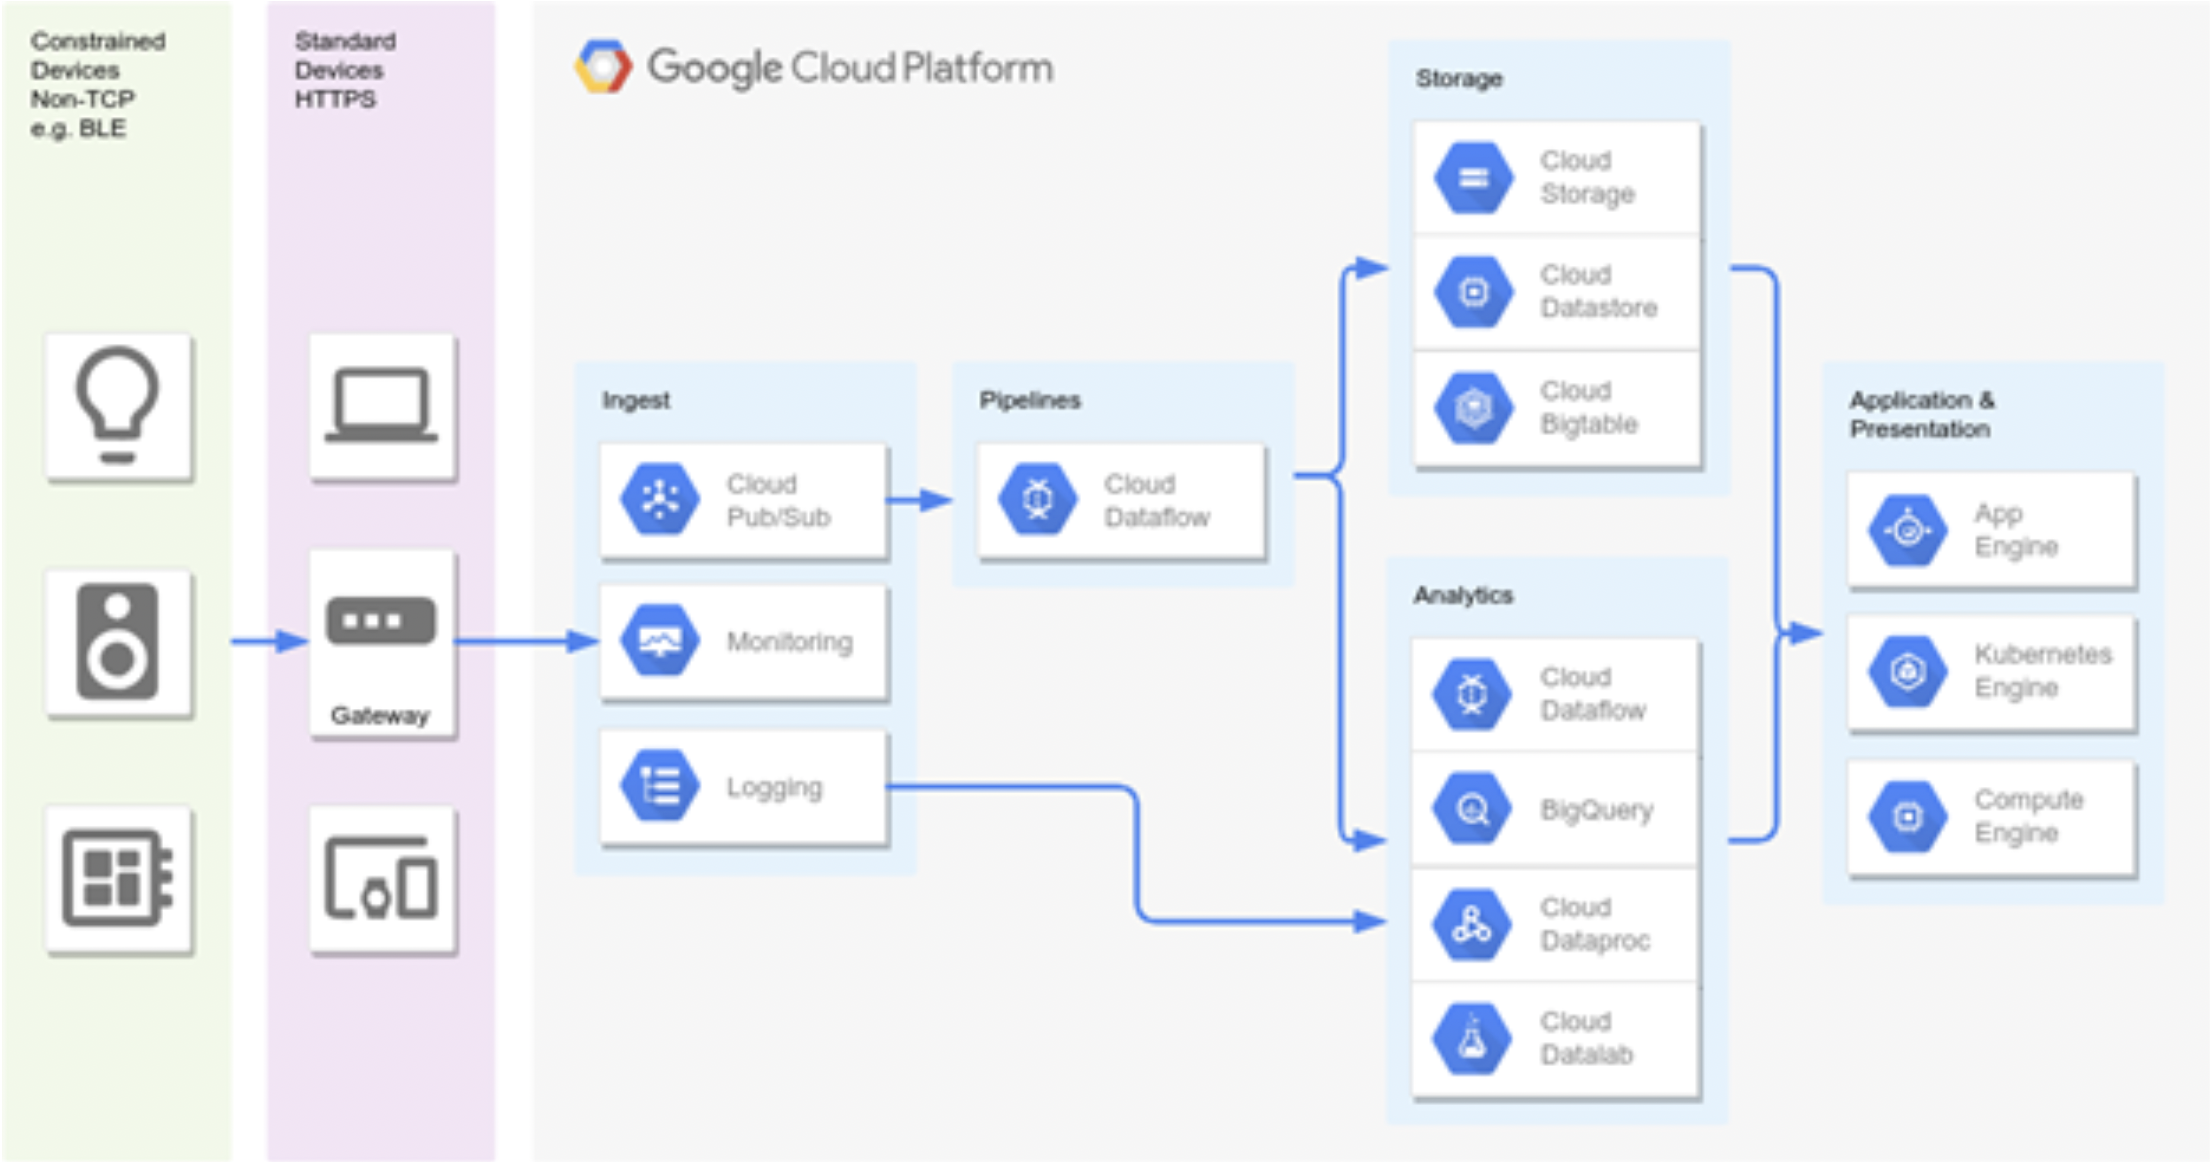 Constrained
Devices
Non-TCP
e.g. BLE
Standard
Devices
HTTPS
Gateway
Google Cloud Platform
Ingest
Cloud
Pub/Sub
Monitoring
Logging
Pipelines
Cloud
Dataflow
Storage
Cloud
Storage
Cloud
Datastore
Cloud
Bigtable
Analytics
Cloud
Dataflow
BigQuery
Cloud
Dataproc
Cloud
Datalab
Application &
Presentation
App
Engine
Kubernetes
Engine
Compute
Engine